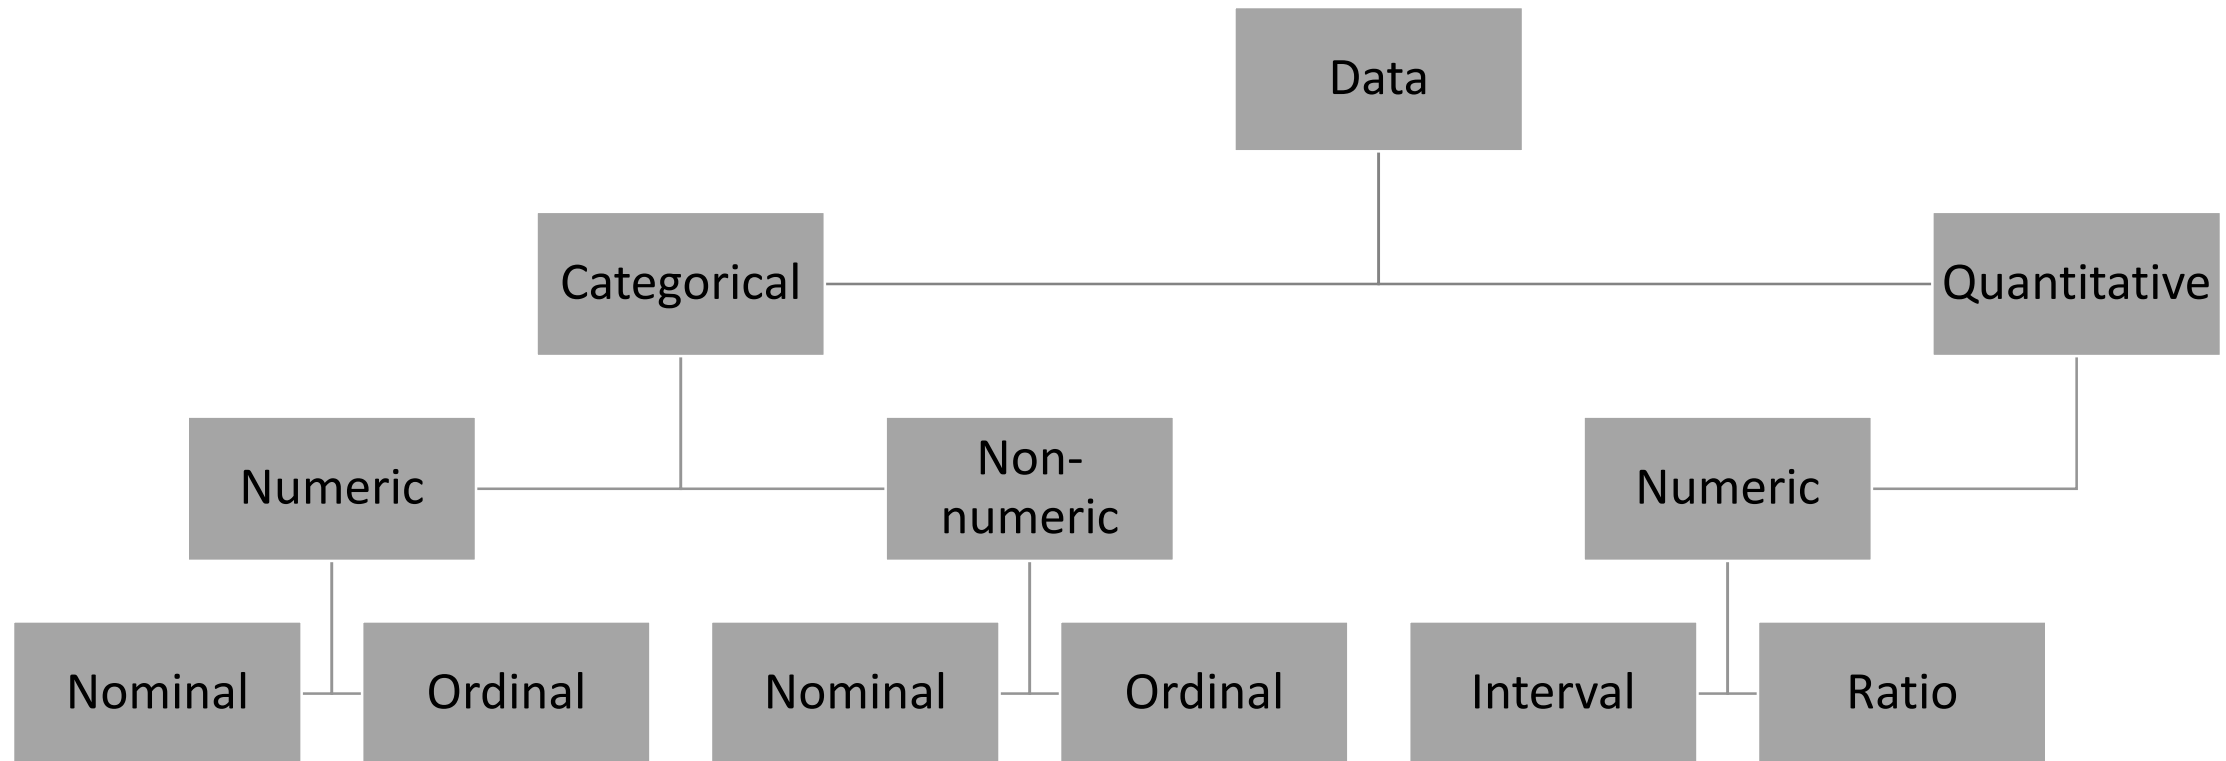 Data
Categorical
Quantitative
Numeric
Non-
numeric
Numeric
Nominal
Ordinal
Nominal
Ordinal
Interval
Ratio